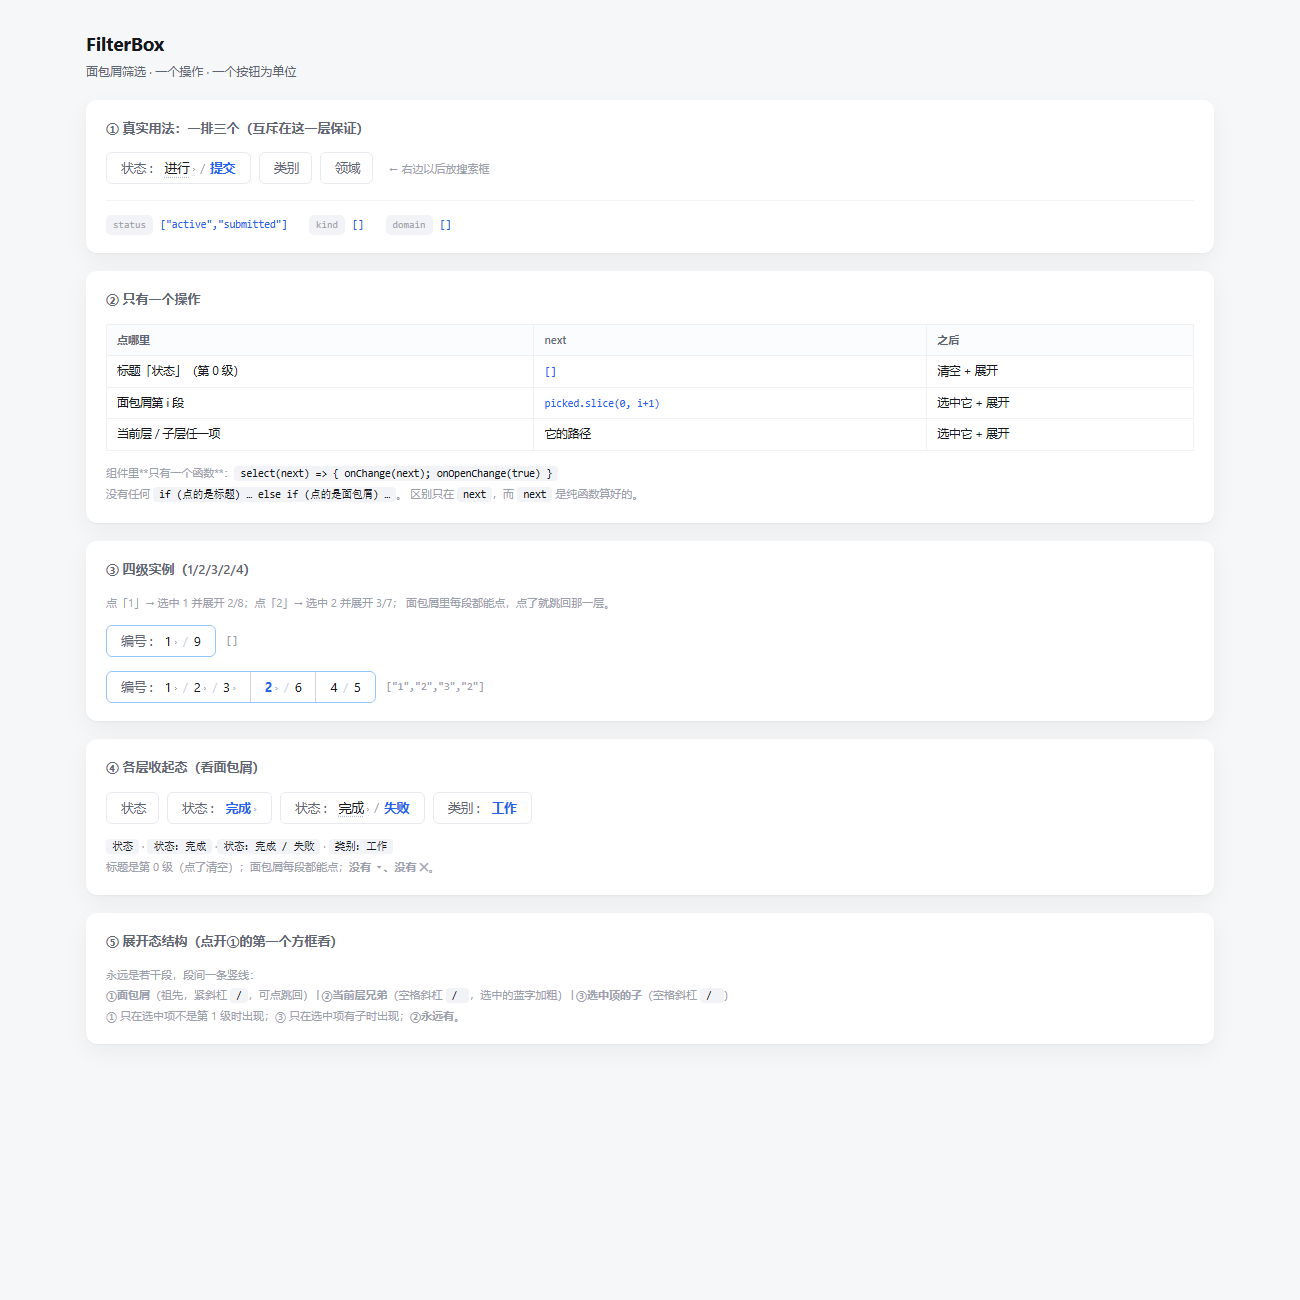 FilterBox
面包屑筛选 · 一个操作 · 一个按钮为单位
① 真实用法：一排三个（互斥在这一层保证）
状态： 进行 › / 提交 类别 领域 ← 右边以后放搜索框
status ["active","submitted"] kind [] domain []
② 只有一个操作
点哪里 next 之后
标题「状态」（第 0 级） [] 清空 + 展开
面包屑第 i 段 picked.slice(0, i+1) 选中它 + 展开
当前层 / 子层任一项 它的路径 选中它 + 展开
组件里**只有一个函数**： select(next) => { onChange(next); onOpenChange(true) }
没有任何 if (点的是标题) … else if (点的是面包屑) … 。 区别只在 next ，而 next 是纯函数算好的。
③ 四级实例（1/2/3/2/4）
点「1」→ 选中 1 并展开 2/8；点「2」→ 选中 2 并展开 3/7； 面包屑里每段都能点，点了就跳回那一层。
编号： 1 › / 9 []
编号： 1 › / 2 › / 3 › 2 › / 6 4 / 5 ["1","2","3","2"]
④ 各层收起态（看面包屑）
状态 状态： 完成 › 状态： 完成 › / 失败 类别： 工作
状态 · 状态：完成 · 状态：完成 / 失败 · 类别：工作
标题是第 0 级（点了清空）；面包屑每段都能点；没有 ▾、没有 ✕。
⑤ 展开态结构（点开①的第一个方框看）
永远是若干段，段间一条竖线：
①面包屑（祖先，紧斜杠 / ，可点跳回）|②当前层兄弟（空格斜杠 / ，选中的蓝字加粗）|③选中顶的子（空格斜杠 / ）
① 只在选中项不是第 1 级时出现；③ 只在选中项有子时出现；②永远有。